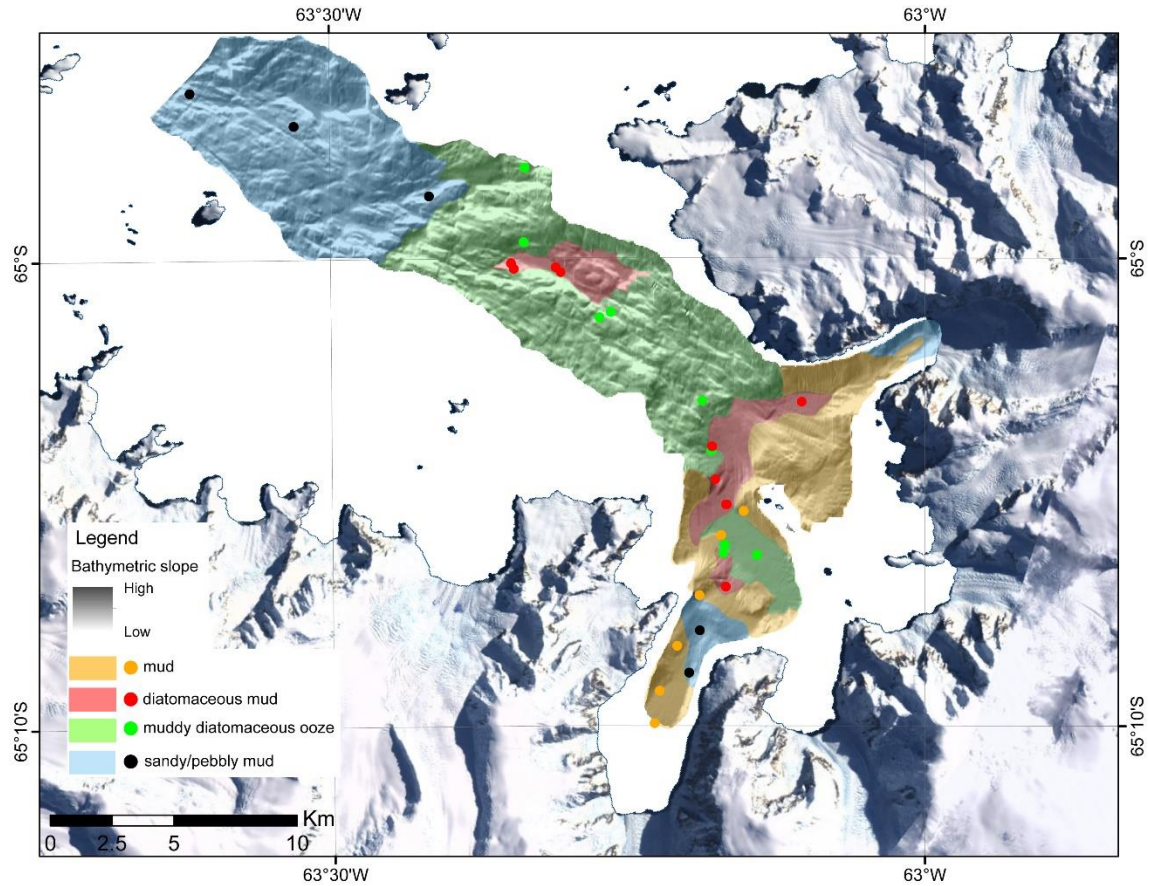 63°30'W 63°W
65°S 65°S
Legend
Bathymetric slope
High
Low
mud
diatomaceous mud
muddy diatomaceous ooze
sandy/pebbly mud
65°10'S 65°10'S
Km
0 2.5 5 10
63°30'W 63°W